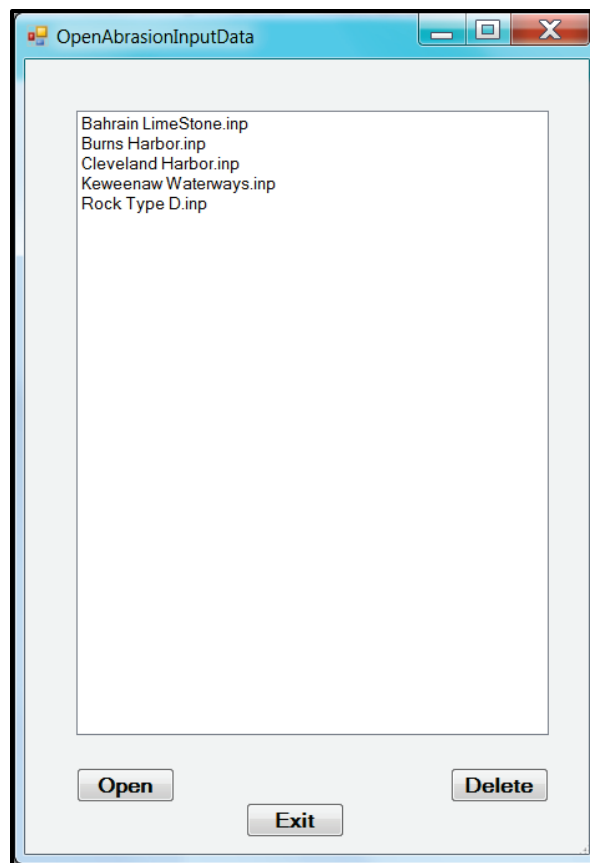 OpenAbrasionInputData
Bahrain LimeStone.inp
Burns Harbor.inp
Cleveland Harbor.inp
Keweenaw Waterways.inp
Rock Type D.inp
Open
Delete
Exit